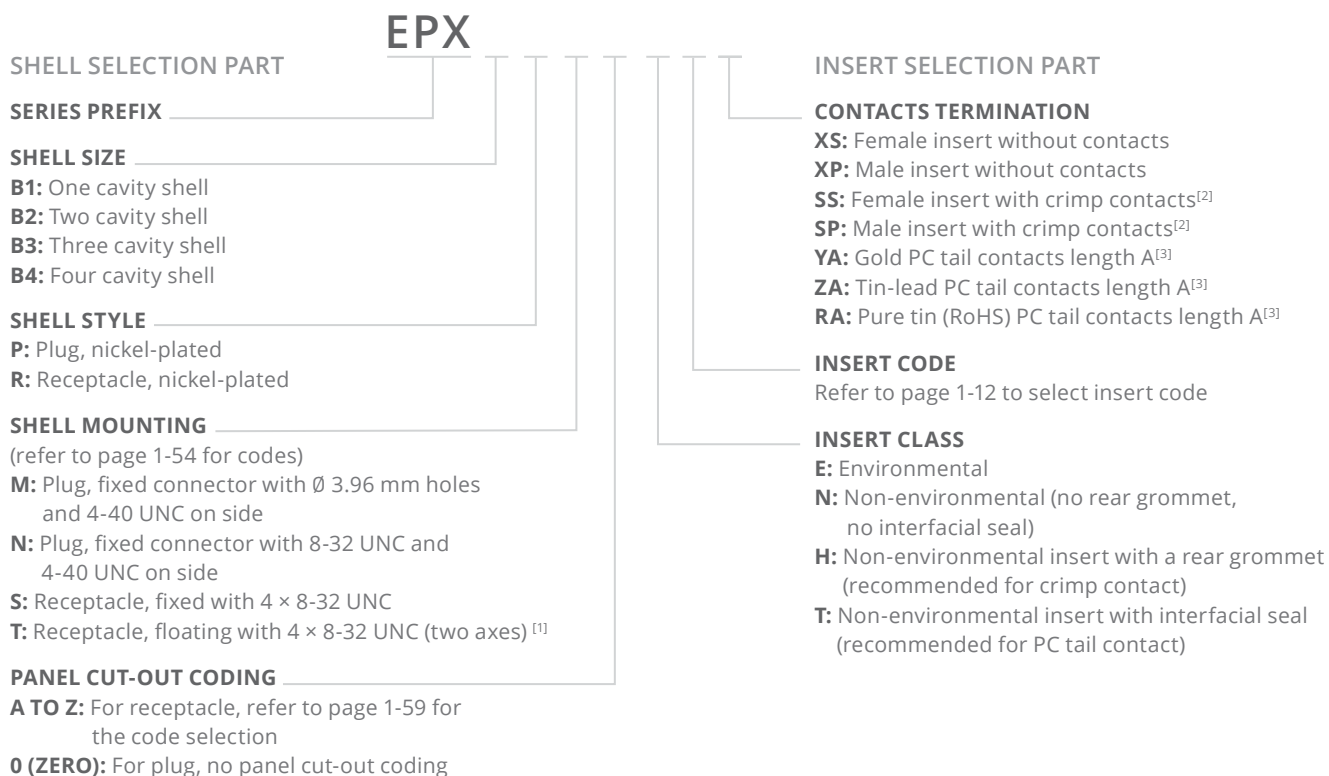 EPX
SHELL SELECTION PART
SERIES PREFIX
SHELL SIZE
B1: One cavity shell
B2: Two cavity shell
B3: Three cavity shell
B4: Four cavity shell
SHELL STYLE
P: Plug, nickel-plated
R: Receptacle, nickel-plated
SHELL MOUNTING
(refer to page 1-54 for codes)
M: Plug, fixed connector with Ø 3.96 mm holes
and 4-40 UNC on side
N: Plug, fixed connector with 8-32 UNC and
4-40 UNC on side
S: Receptacle, fixed with 4 × 8-32 UNC
T: Receptacle, floating with 4 × 8-32 UNC (two axes) [1]
PANEL CUT-OUT CODING
A TO Z: For receptacle, refer to page 1-59 for
the code selection
0 (ZERO): For plug, no panel cut-out coding
INSERT SELECTION PART
CONTACTS TERMINATION
XS: Female insert without contacts
XP: Male insert without contacts
SS: Female insert with crimp contacts[2]
SP: Male insert with crimp contacts[2]
YA: Gold PC tail contacts length A[3]
ZA: Tin-lead PC tail contacts length A[3]
RA: Pure tin (RoHS) PC tail contacts length A[3]
INSERT CODE
Refer to page 1-12 to select insert code
INSERT CLASS
E: Environmental
N: Non-environmental (no rear grommet,
no interfacial seal)
H: Non-environmental insert with a rear grommet
(recommended for crimp contact)
T: Non-environmental insert with interfacial seal
(recommended for PC tail contact)